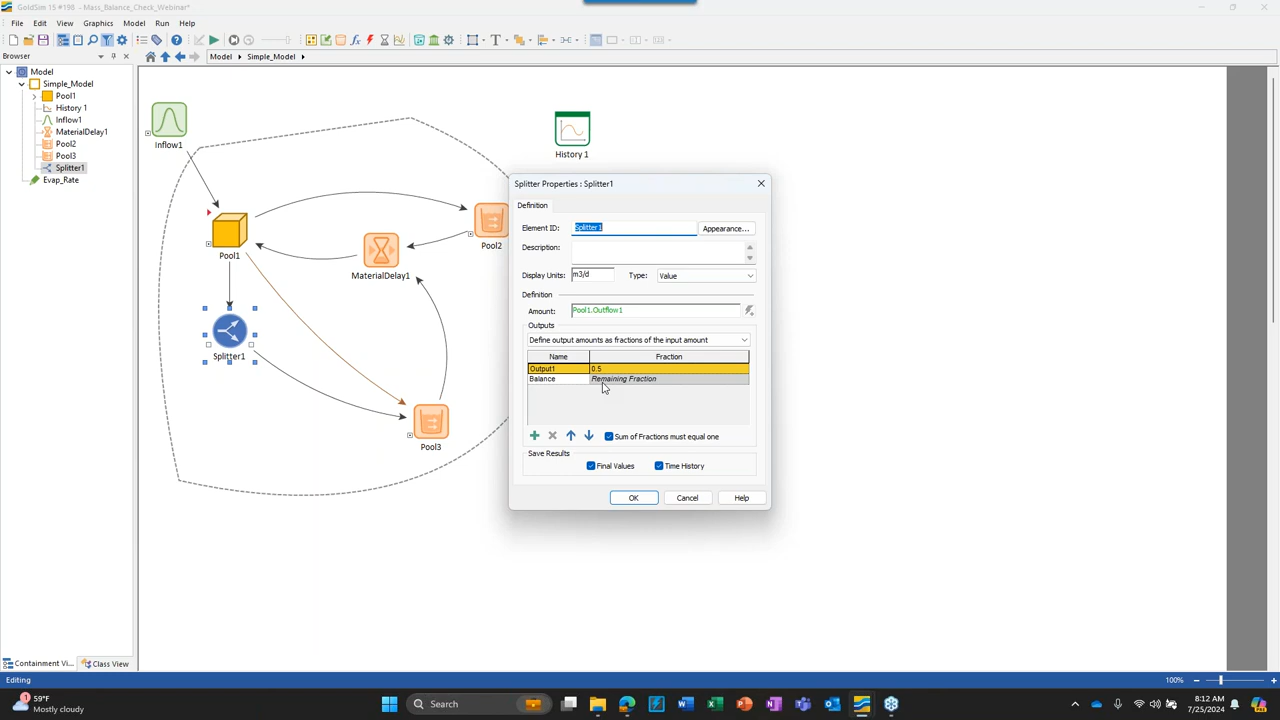 GoldSim 15 #198 - Mass_Balance_Check_Webinar*
File Edit View Graphics Model Run Help
Browser
Model Simple_Model
Model
Simple_Model
Pool1
History 1
Inflow1
MaterialDelay1
Pool2
Pool3
Splitter1
Evap_Rate
Inflow1
History 1
Pool1
Pool2
MaterialDelay1
Splitter1
Pool3
Splitter Properties : Splitter1
Definition
Element ID: Splitter1 Appearance...
Description:
Display Units: m3/d Type: Value
Definition
Amount: Pool1.Outflow1
Outputs
Define output amounts as fractions of the input amount
Name Fraction
Output1 0.5
Balance Remaining Fraction
Sum of Fractions must equal one
Save Results
Final Values Time History
OK Cancel Help
Containment Vi... Class View
Editing 100%
1
59°F
Mostly cloudy
Search
8:12 AM
7/25/2024